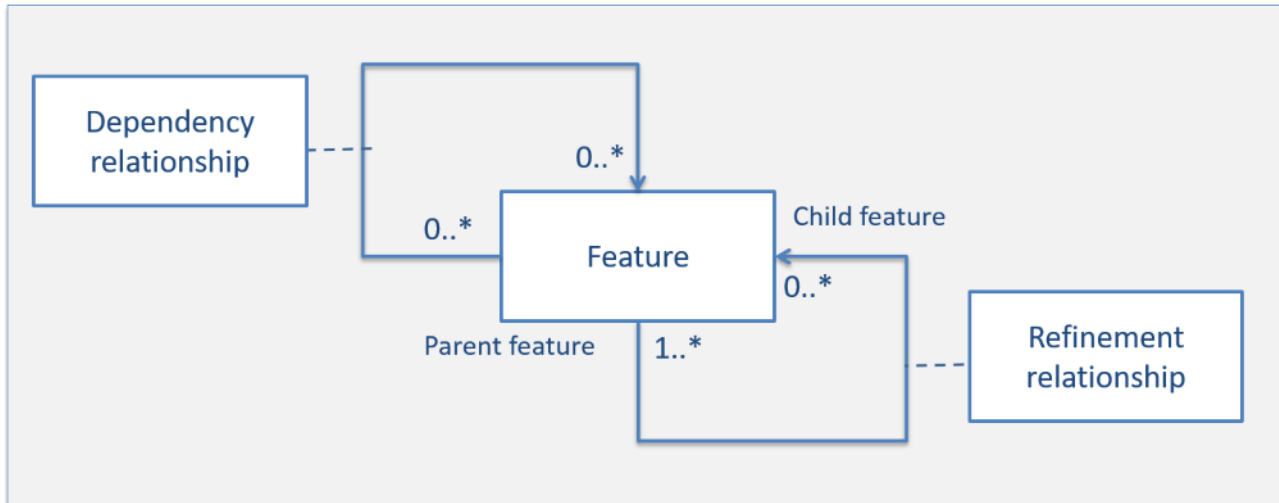 Dependency
relationship
0..*
0..*
Child feature
Feature
0..*
Parent feature
1..*
Refinement
relationship